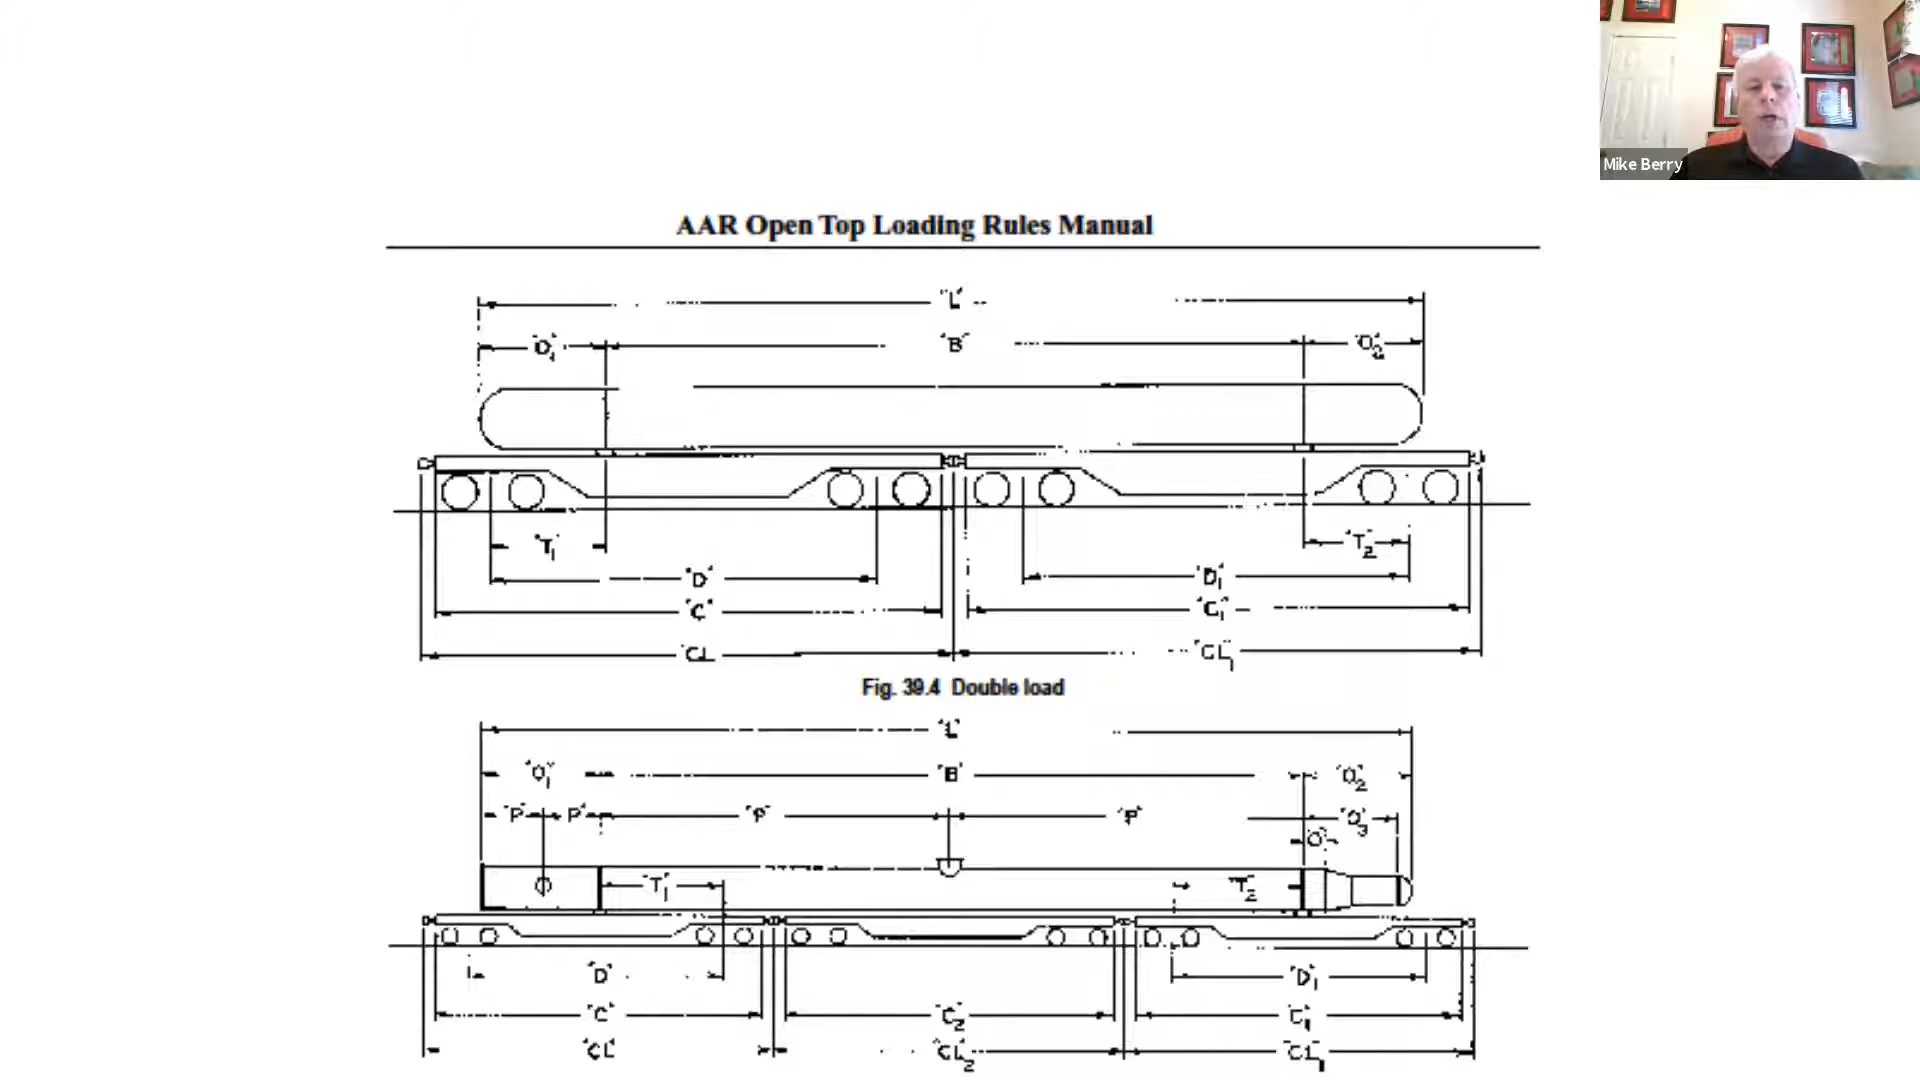 Mike Berry
AAR Open Top Loading Rules Manual
"L"
"O1" "B" "O2"
"T1" "T2"
"D" "D1"
"C" "C1"
"CL" "CL1"
Fig. 39.4 Double load
"L"
"O1" "B" "O2"
"P" "P" "P" "P" "O3"
"O"
"T1" "T2"
"D" "D1"
"C" "C2" "C1"
"CL" "CL2" "CL1"